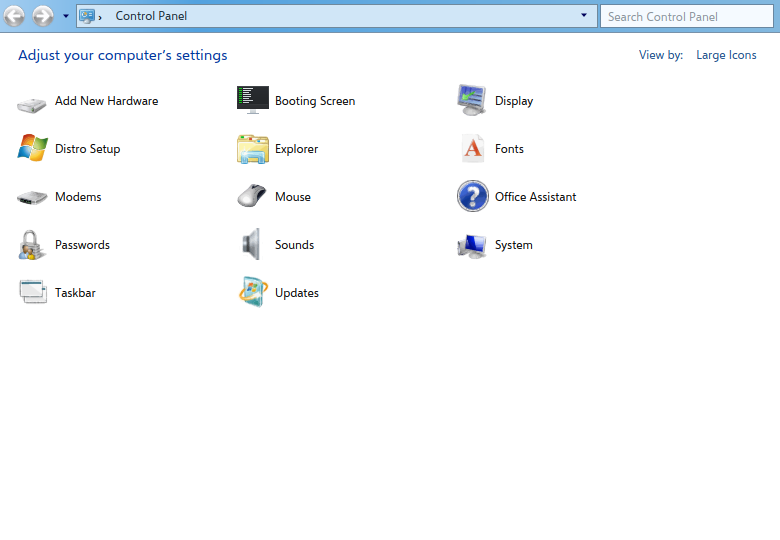 Control Panel
Search Control Panel
Adjust your computer's settings
View by: Large Icons
Add New Hardware
Booting Screen
Display
Distro Setup
Explorer
Fonts
Modems
Mouse
Office Assistant
Passwords
Sounds
System
Taskbar
Updates